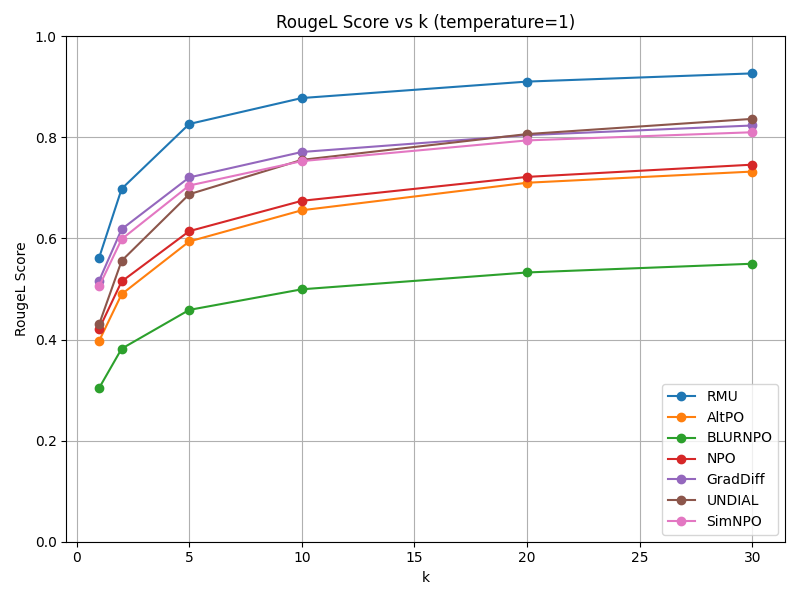 RougeL Score vs k (temperature=1)
RougeL Score
1.0
0.8
0.6
0.4
0.2
0.0
0 5 10 15 20 25 30
k
RMU
AltPO
BLURNPO
NPO
GradDiff
UNDIAL
SimNPO